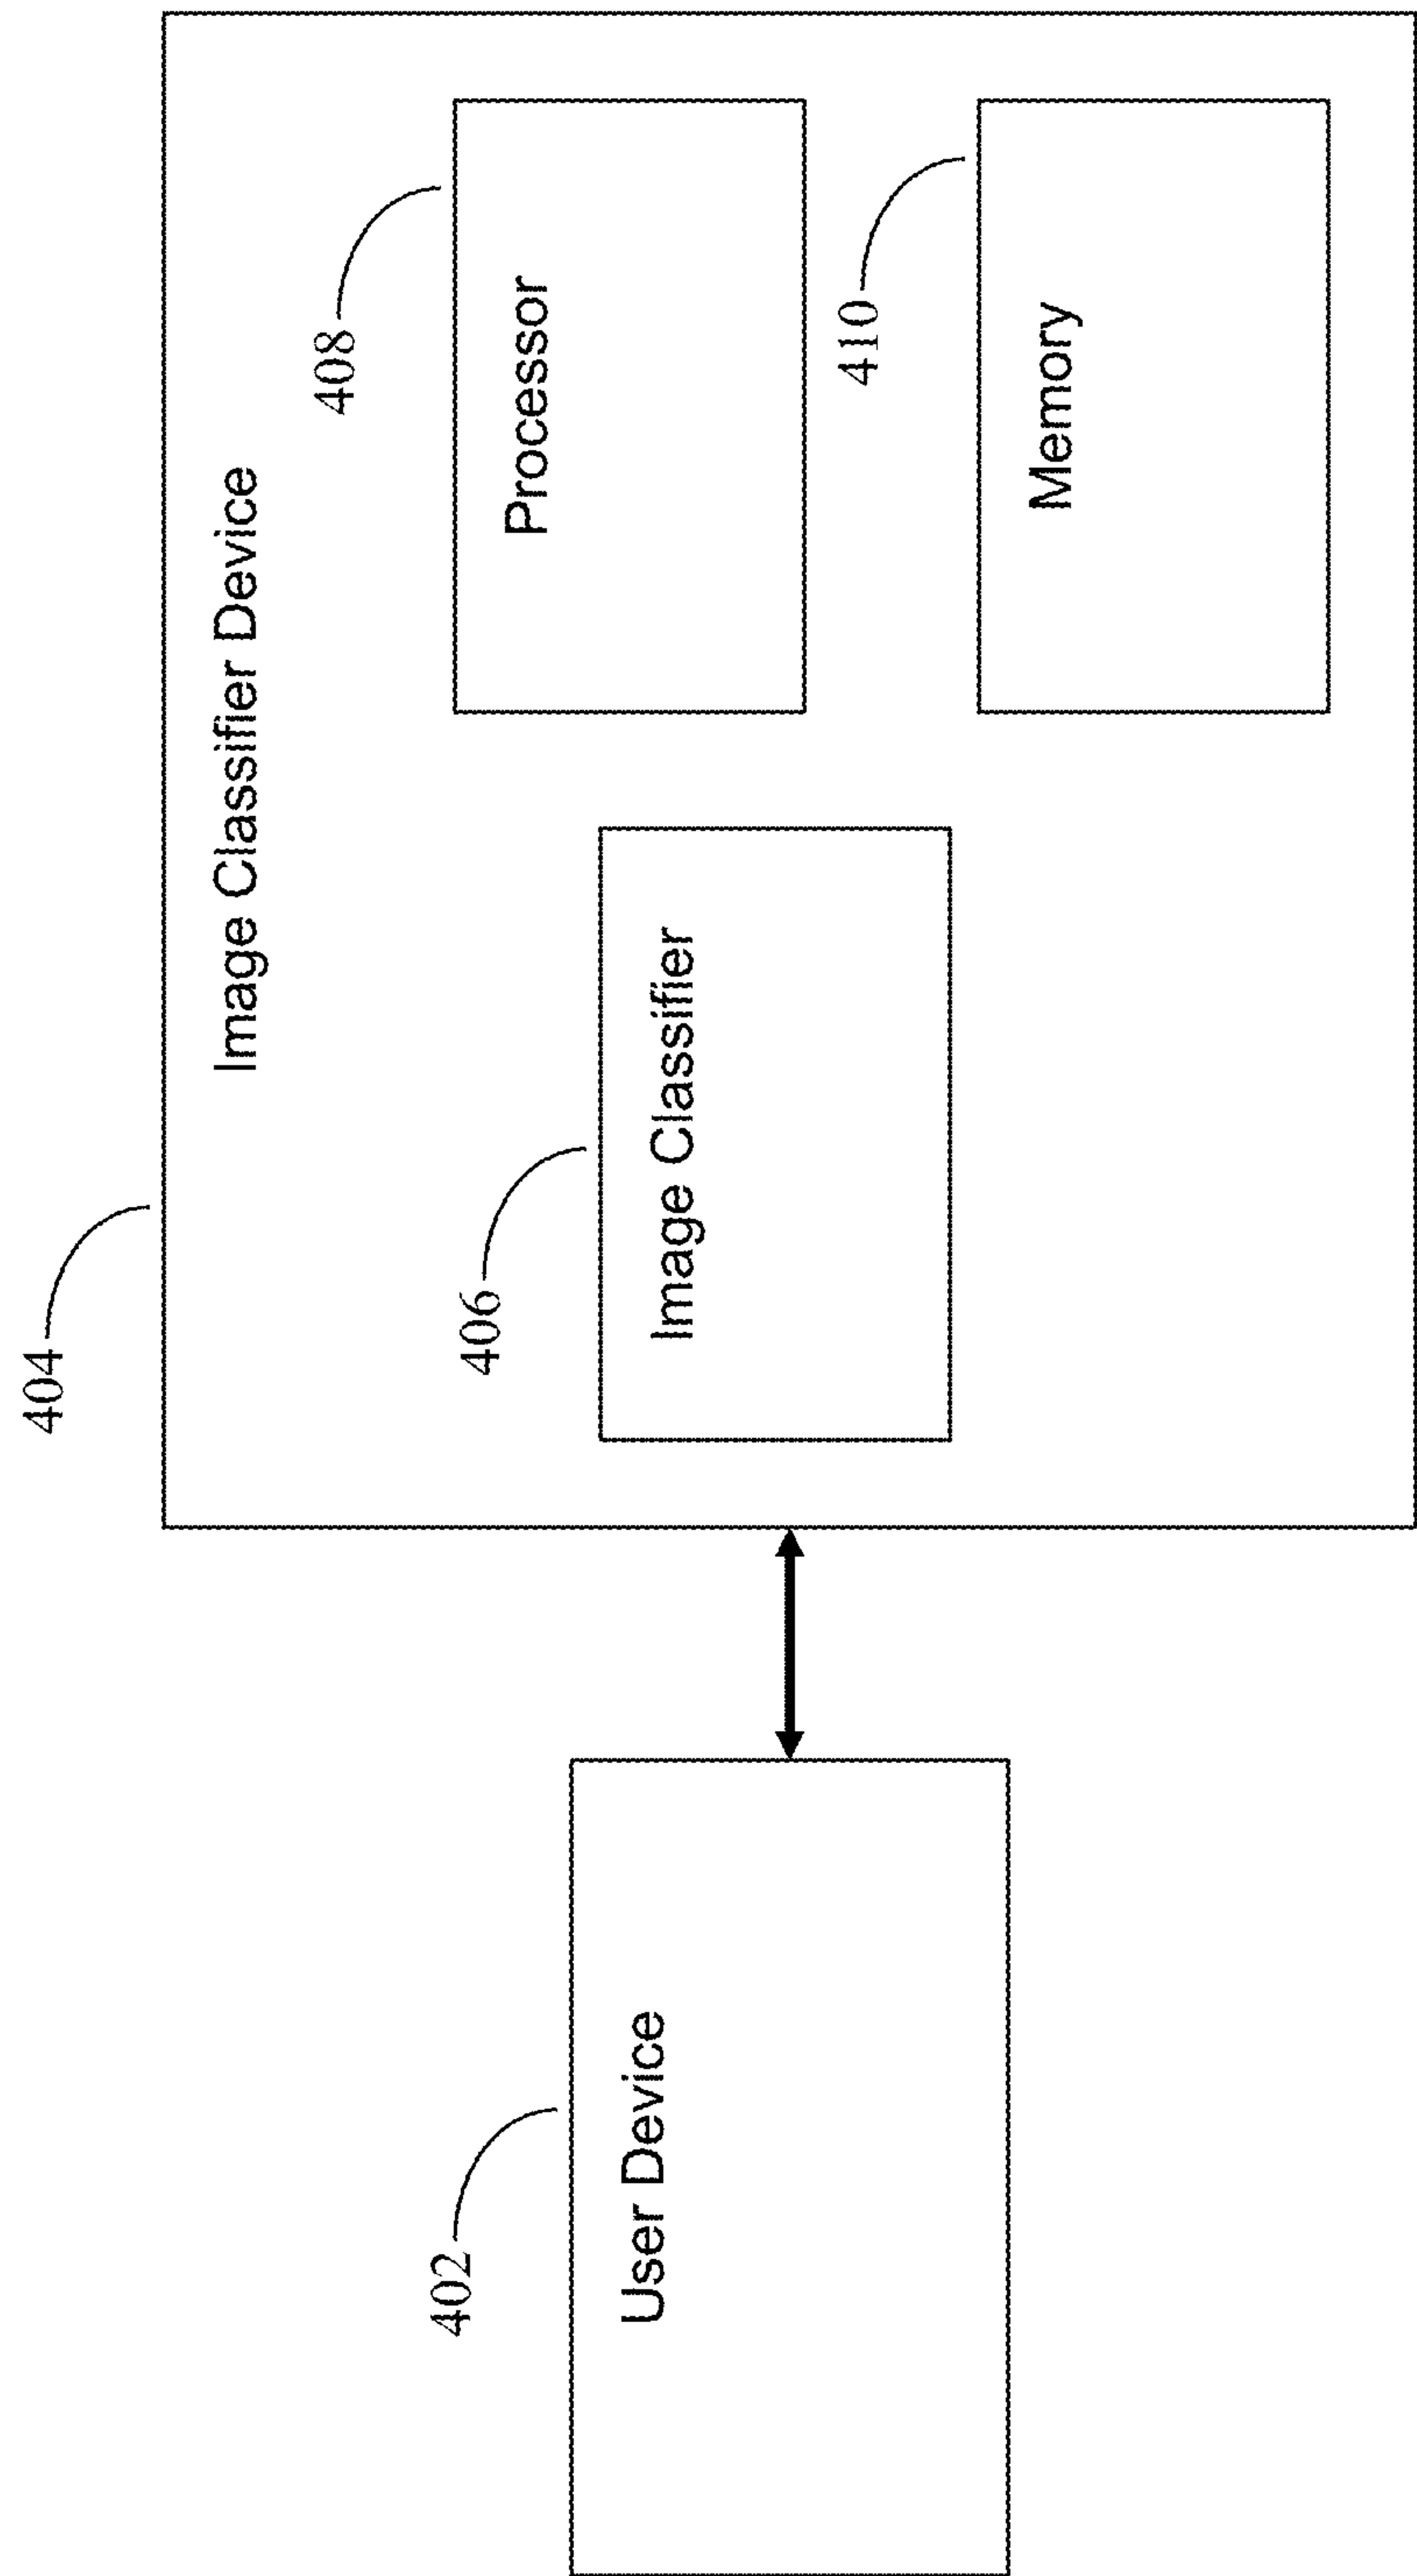 404
Image Classifier Device
402
User Device
406
Image Classifier
408
Processor
410
Memory